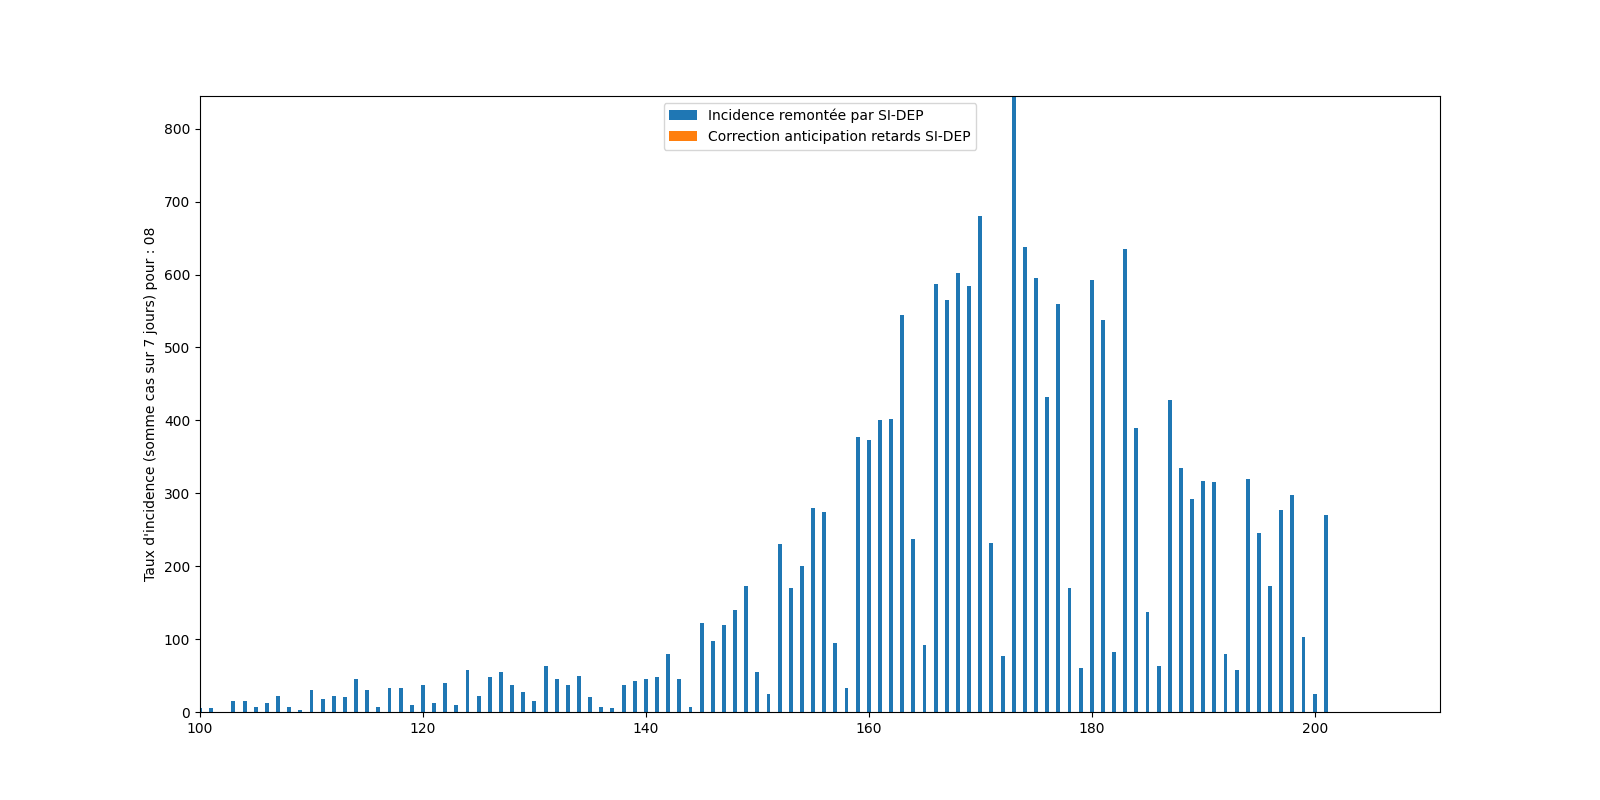 Incidence remontée par SI-DEP
Correction anticipation retards SI-DEP
Taux d'incidence (somme cas sur 7 jours) pour : 08
800
700
600
500
400
300
200
100
0
100 120 140 160 180 200